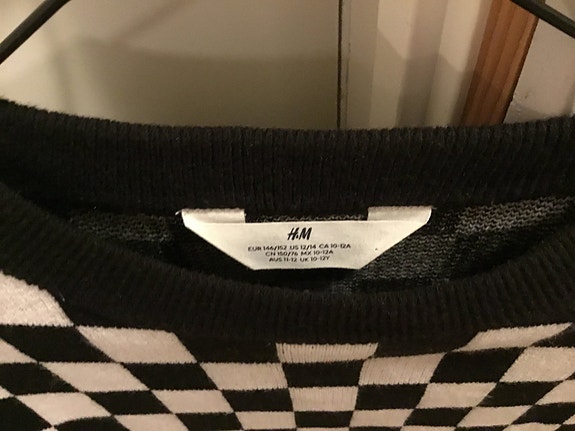 H&M
EUR 146/152 US 12/14 CA 10-12A
CN 150/76 MX 10-12A
AUS 11-12 UK 10-12Y